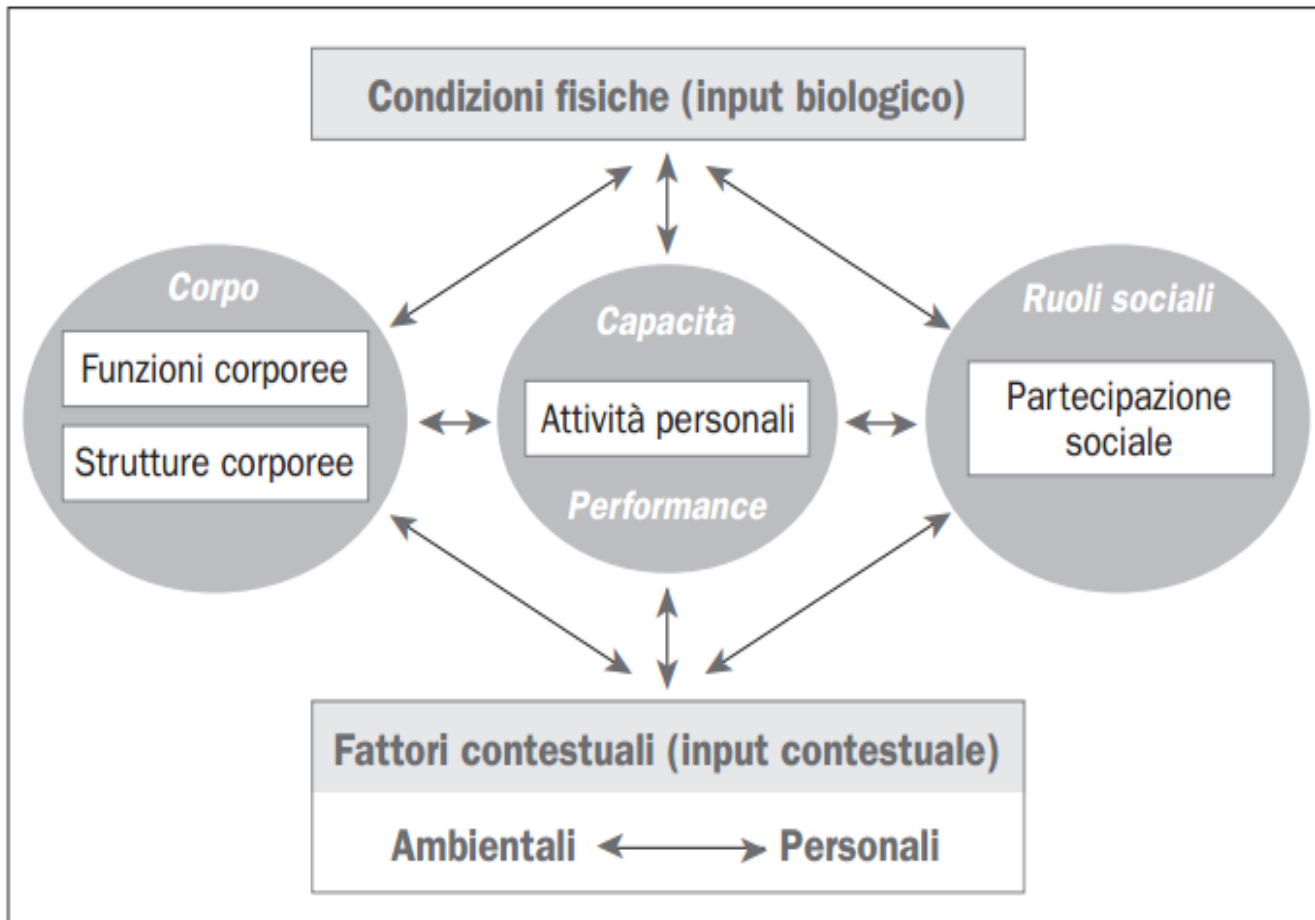 Condizioni fisiche (input biologico)
Corpo
Funzioni corporee
Strutture corporee
Capacità
Attività personali
Performance
Ruoli sociali
Partecipazione
sociale
Fattori contestuali (input contestuale)
Ambientali
Personali